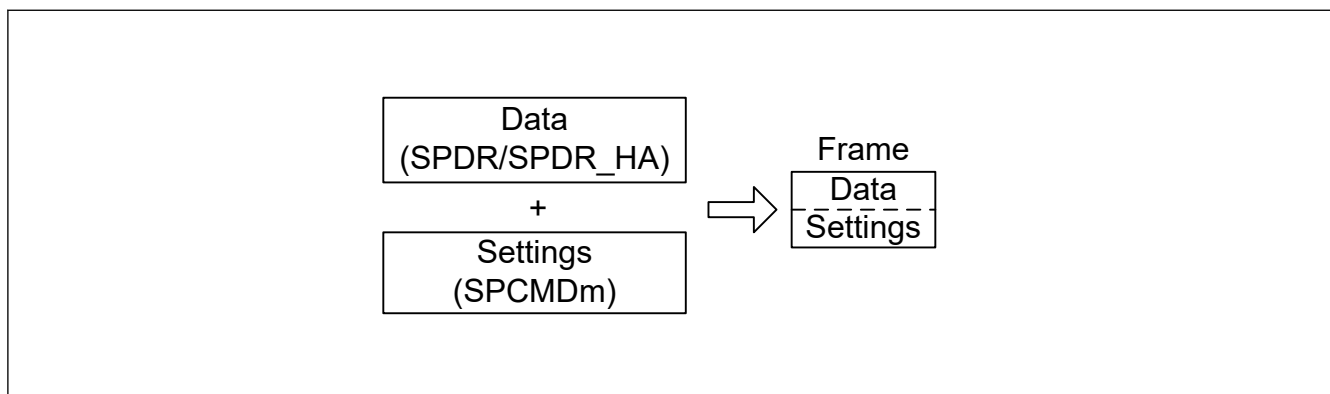 Data
(SPDR/SPDR_HA)
+
Settings
(SPCMDm)
Frame
Data
Settings